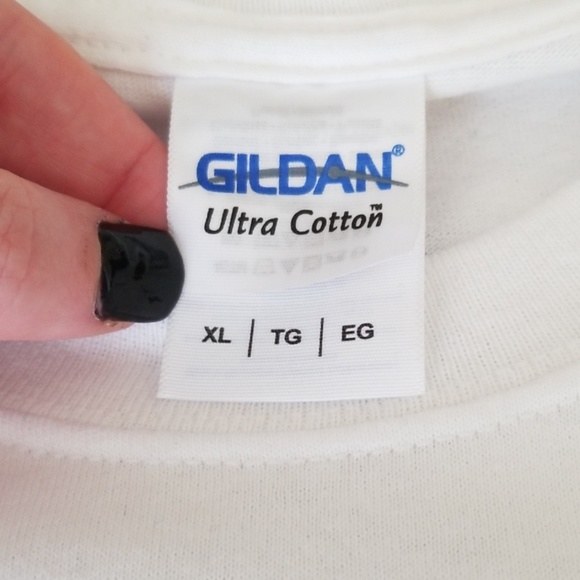 GILDAN®
Ultra Cotton™
XL | TG | EG